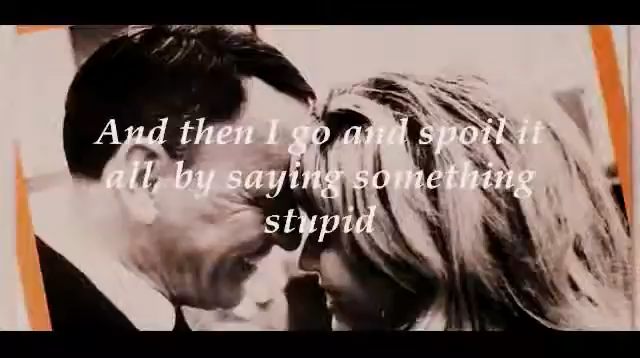 And then I go and spoil it
all, by saying something
stupid